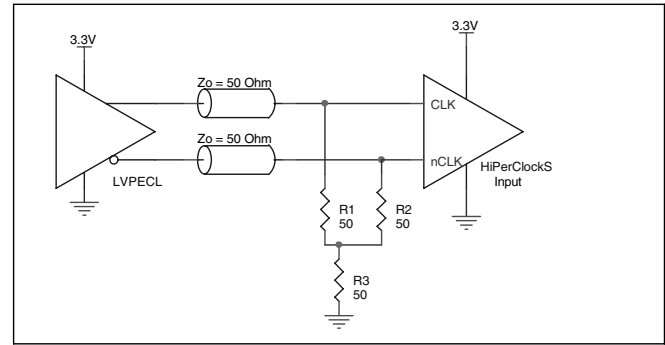 3.3V
3.3V
Zo = 50 Ohm
CLK
Zo = 50 Ohm
nCLK
HiPerClockS
Input
LVPECL
R1
50
R2
50
R3
50